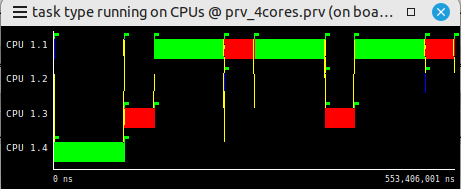 task type running on CPUs @ prv_4cores.prv (on boa...
CPU 1.1
CPU 1.2
CPU 1.3
CPU 1.4
0 ns 553,406,001 ns